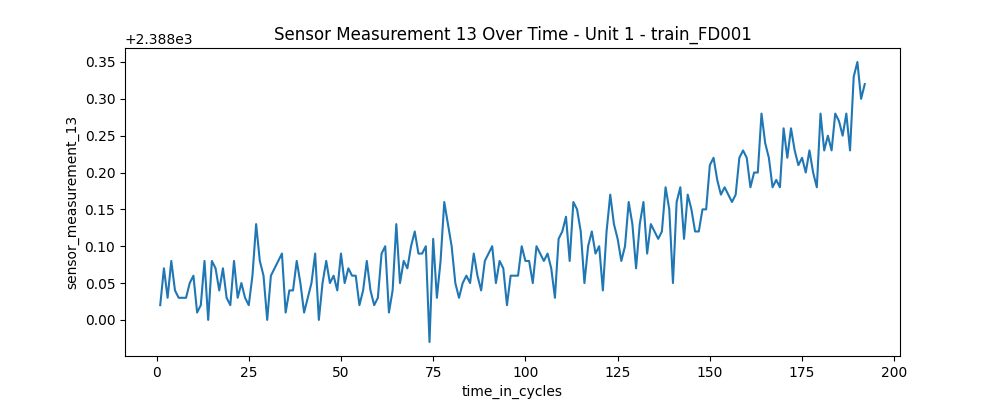 Sensor Measurement 13 Over Time - Unit 1 - train_FD001
+2.388e3
0.35
0.30
0.25
0.20
0.15
0.10
0.05
0.00
sensor_measurement_13
0 25 50 75 100 125 150 175 200
time_in_cycles